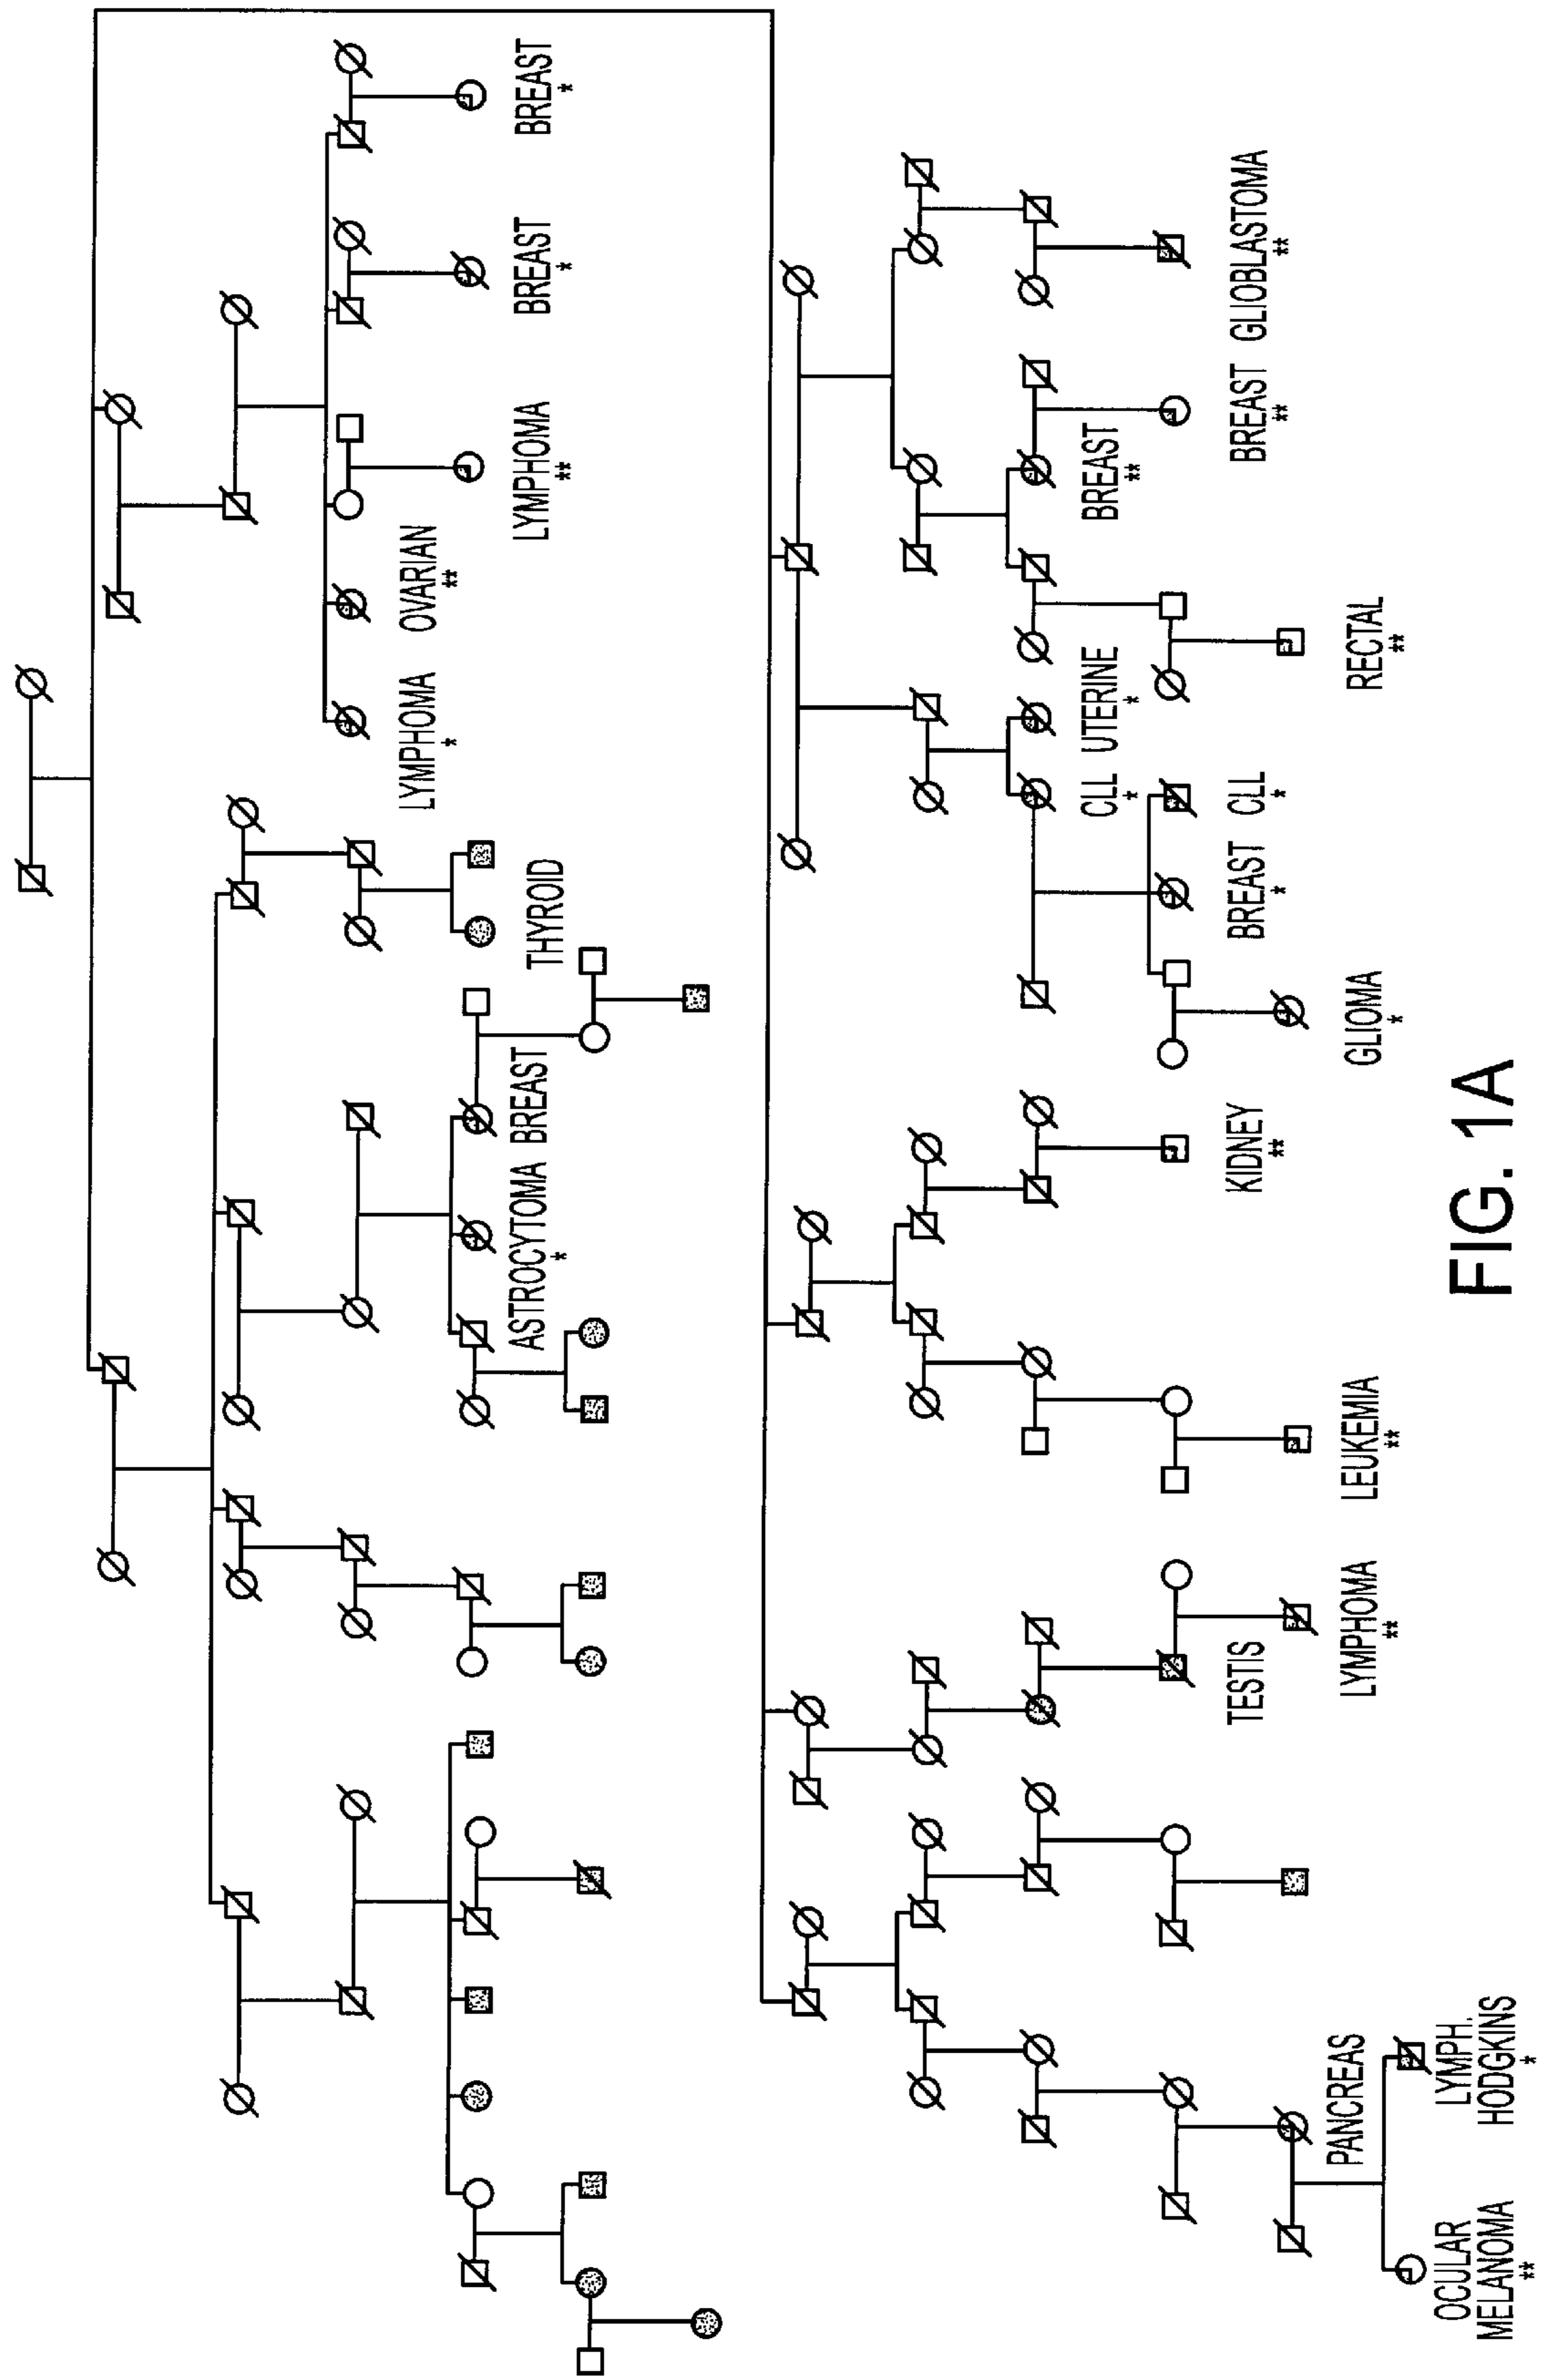 BREAST
*
BREAST
*
LYMPHOMA
**
OVARIAN
**
LYMPHOMA
*
THYROID
BREAST
ASTROCYTOMA
*
GLIOBLASTOMA
**
BREAST
**
BREAST
**
RECTAL
**
UTERINE
*
CLL
*
CLL
*
BREAST
*
GLIOMA
*
KIDNEY
**
LEUKEMIA
**
TESTIS
LYMPHOMA
**
PANCREAS
LYMPH.
HODGKINS
*
OCULAR
MELANOMA
**
FIG. 1A